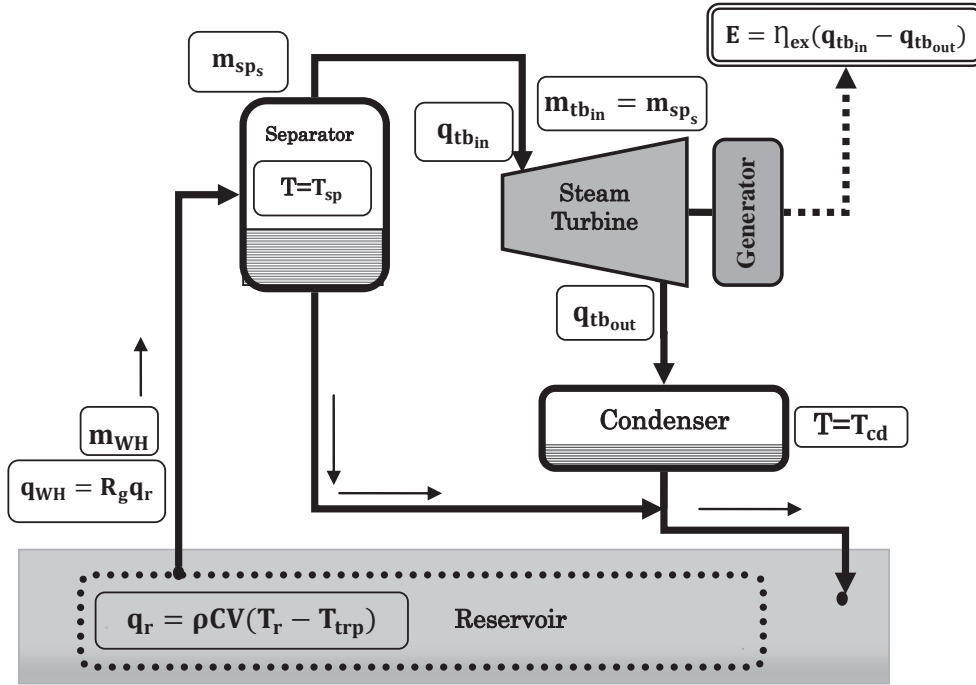 E = η_ex(q_tb_in − q_tb_out)
m_sp_s
Separator
T=T_sp
q_tb_in
m_tb_in = m_sp_s
Steam
Turbine
Generator
q_tb_out
Condenser
T=T_cd
m_WH
q_WH = R_g q_r
q_r = ρCV(T_r − T_trp)
Reservoir